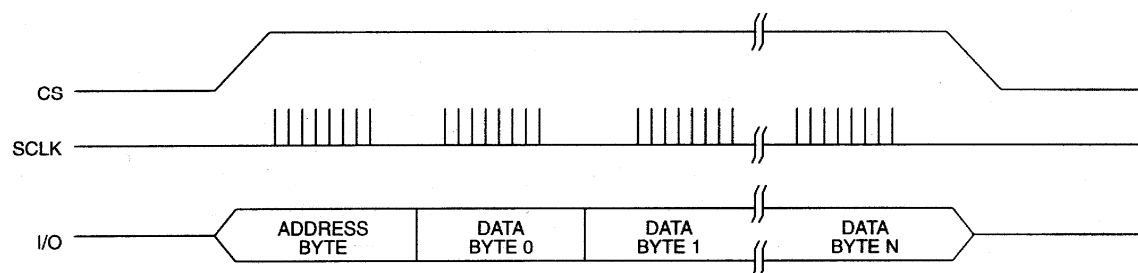 CS
SCLK
I/O
ADDRESS
BYTE
DATA
BYTE 0
DATA
BYTE 1
DATA
BYTE N